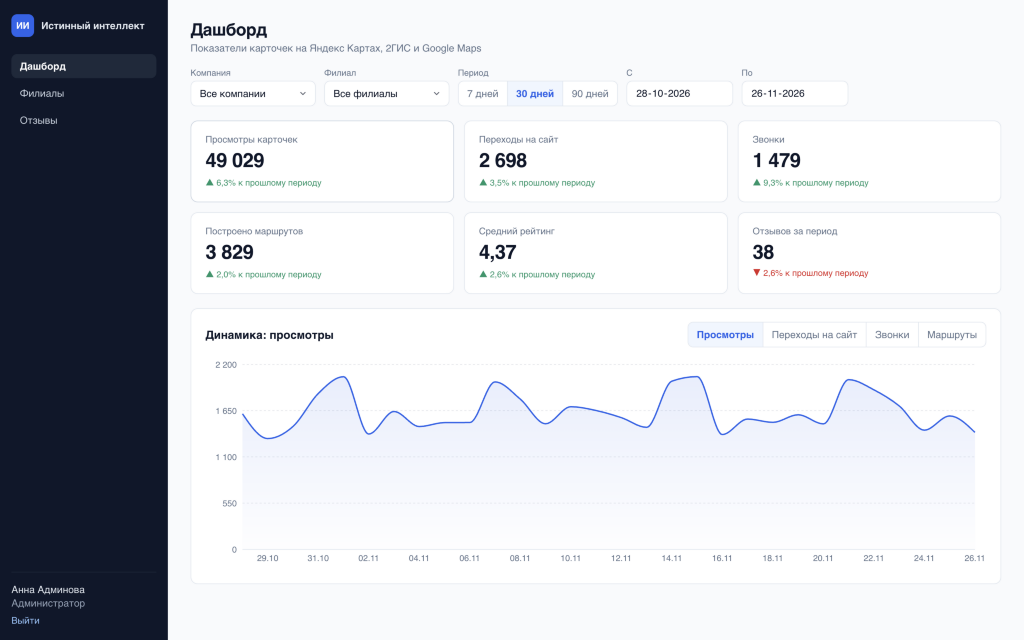 ИИ Истинный интеллект
Дашборд
Филиалы
Отзывы
Анна Админова
Администратор
Выйти
Дашборд
Показатели карточек на Яндекс Картах, 2ГИС и Google Maps
Компания Филиал Период С По
Все компании Все филиалы 7 дней 30 дней 90 дней 28-10-2026 26-11-2026
Просмотры карточек
49 029
▲ 6,3% к прошлому периоду
Переходы на сайт
2 698
▲ 3,5% к прошлому периоду
Звонки
1 479
▲ 9,3% к прошлому периоду
Построено маршрутов
3 829
▲ 2,0% к прошлому периоду
Средний рейтинг
4,37
▲ 2,6% к прошлому периоду
Отзывов за период
38
▼ 2,6% к прошлому периоду
Динамика: просмотры
Просмотры Переходы на сайт Звонки Маршруты
2 200
1 650
1 100
550
0
29.10 31.10 02.11 04.11 06.11 08.11 10.11 12.11 14.11 16.11 18.11 20.11 22.11 24.11 26.11